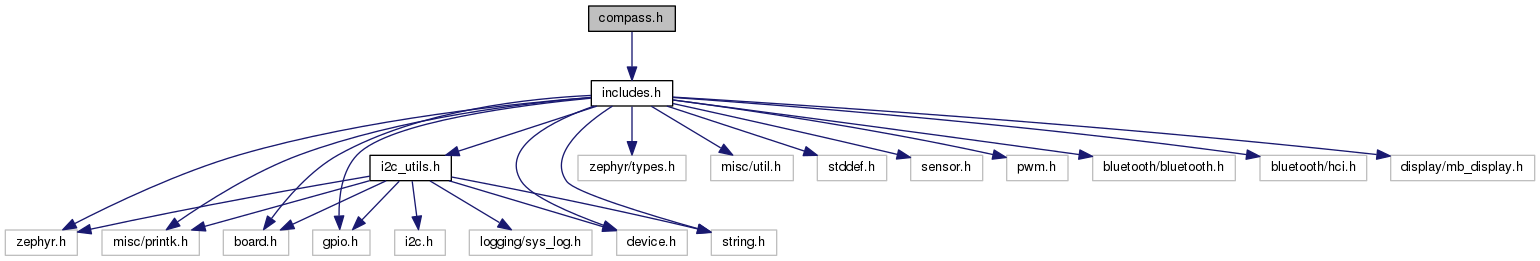 compass.h
includes.h
i2c_utils.h
zephyr/types.h
misc/util.h
stddef.h
sensor.h
pwm.h
bluetooth/bluetooth.h
bluetooth/hci.h
display/mb_display.h
zephyr.h
misc/printk.h
board.h
gpio.h
i2c.h
logging/sys_log.h
device.h
string.h